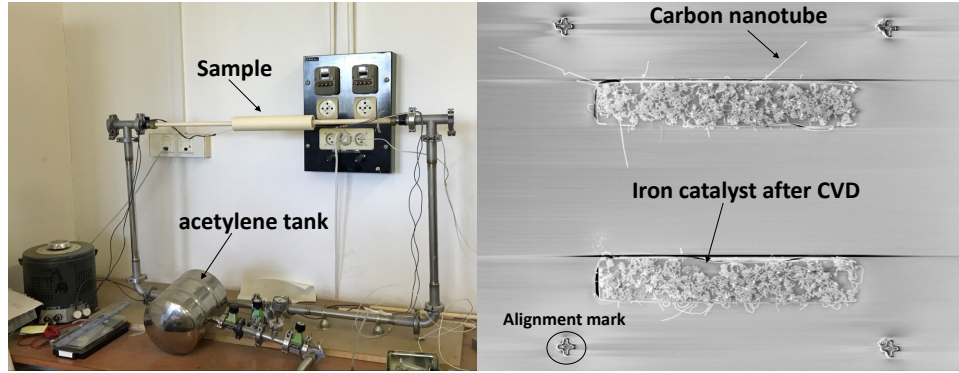 Sample
acetylene tank
Carbon nanotube
Iron catalyst after CVD
Alignment mark